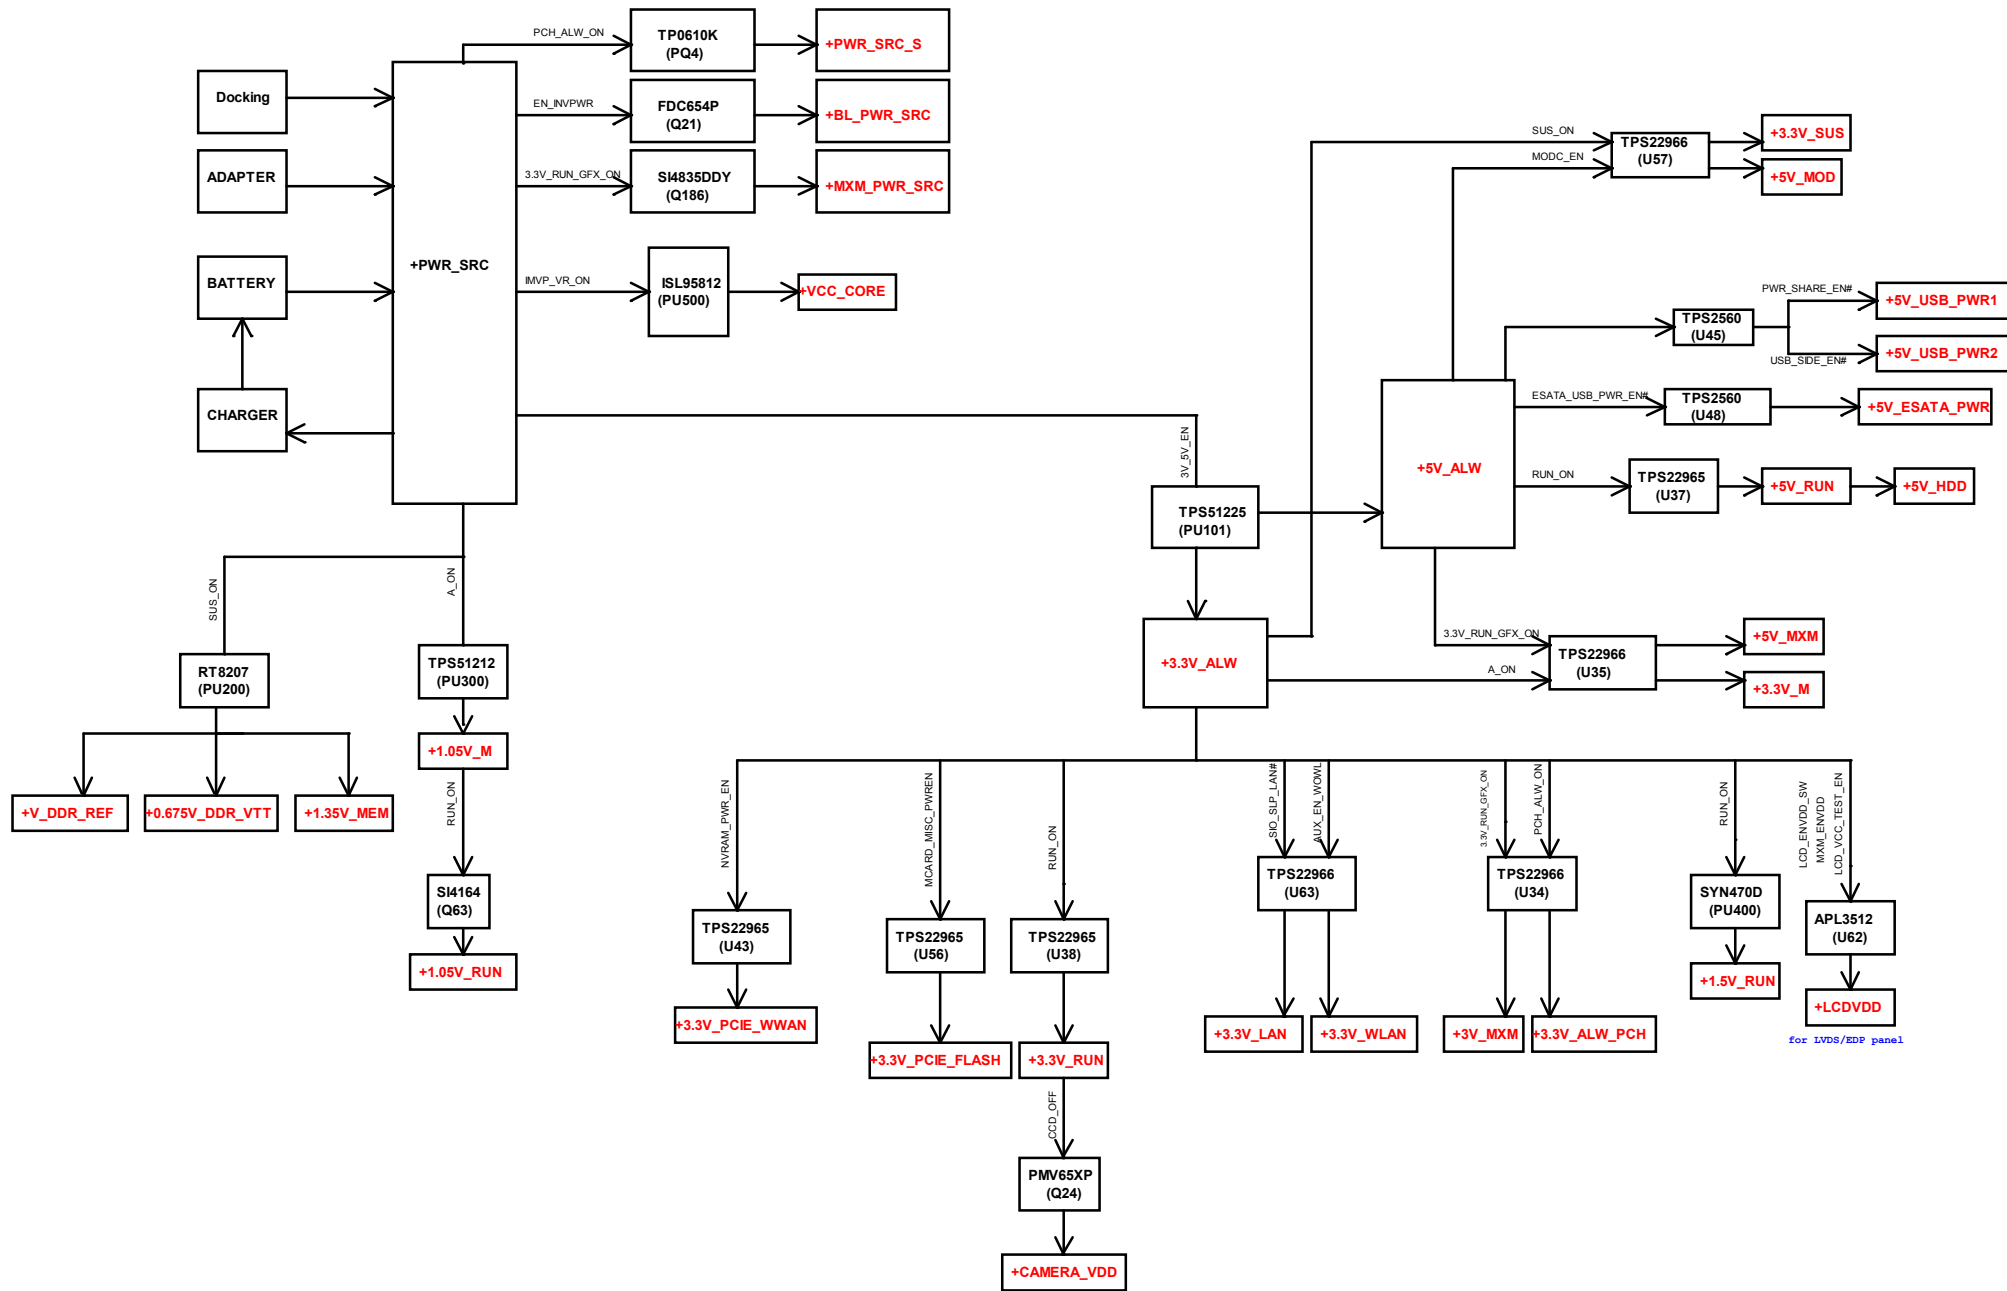 PCH_ALW_ON
TP0610K
(PQ4)
+PWR_SRC_S
Docking
EN_INVPWR
FDC654P
(Q21)
+BL_PWR_SRC
ADAPTER
3.3V_RUN_GFX_ON
SI4835DDY
(Q186)
+MXM_PWR_SRC
+PWR_SRC
BATTERY
IMVP_VR_ON
ISL95812
(PU500)
+VCC_CORE
CHARGER
SUS_ON
MODC_EN
TPS22966
(U57)
+3.3V_SUS
+5V_MOD
PWR_SHARE_EN#
TPS2560
(U45)
+5V_USB_PWR1
USB_SIDE_EN#
+5V_USB_PWR2
ESATA_USB_PWR_EN#
TPS2560
(U48)
+5V_ESATA_PWR
3V_5V_EN
+5V_ALW
RUN_ON
TPS22965
(U37)
+5V_RUN
+5V_HDD
TPS51225
(PU101)
SUS_ON
A_ON
RT8207
(PU200)
TPS51212
(PU300)
+3.3V_ALW
3.3V_RUN_GFX_ON
A_ON
TPS22966
(U35)
+5V_MXM
+3.3V_M
+1.05V_M
+V_DDR_REF
+0.675V_DDR_VTT
+1.35V_MEM
RUN_ON
SI4164
(Q63)
+1.05V_RUN
NVRAM_PWR_EN
MCARD_MISC_PWREN
RUN_ON
SIO_SLP_LAN#
AUX_EN_WOWL
3.3V_RUN_GFX_ON
PCH_ALW_ON
RUN_ON
LCD_ENVDD_SW
MXM_ENVDD
LCD_VCC_TEST_EN
TPS22965
(U43)
TPS22965
(U56)
TPS22965
(U38)
TPS22966
(U63)
TPS22966
(U34)
SYN470D
(PU400)
APL3512
(U62)
+3.3V_PCIE_WWAN
+3.3V_PCIE_FLASH
+3.3V_RUN
+3.3V_LAN
+3.3V_WLAN
+3V_MXM
+3.3V_ALW_PCH
+1.5V_RUN
+LCDVDD
for LVDS/EDP panel
CCD_OFF
PMV65XP
(Q24)
+CAMERA_VDD